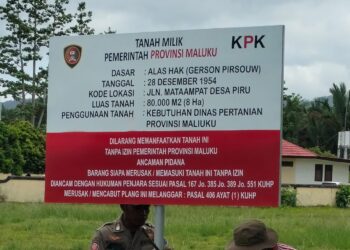 TANAH MILIK
PEMERINTAH PROVINSI MALUKU
KPK
DASAR : ALAS HAK (GERSON PIRSOUW)
TANGGAL : 28 DESEMBER 1954
KODE LOKASI : JLN. MATAAMPAT DESA PIRU
LUAS TANAH : 80.000 M2 (8 Ha)
PENGGUNAAN TANAH : KEBUTUHAN DINAS PERTANIAN
PROVINSI MALUKU
DILARANG MEMANFAATKAN TANAH INI
TANPA IZIN PEMERINTAH PROVINSI MALUKU
ANCAMAN PIDANA
BARANG SIAPA MERUSAK / MEMASUKI TANAH INI TANPA IZIN
DIANCAM DENGAN HUKUMAN PENJARA SESUAI PASAL 167 Jo. 385, Jo. 389, Jo 551 KUHP
MERUSAK / MENCABUT PLANG INI MELANGGAR : PASAL 406 AYAT (1) KUHP